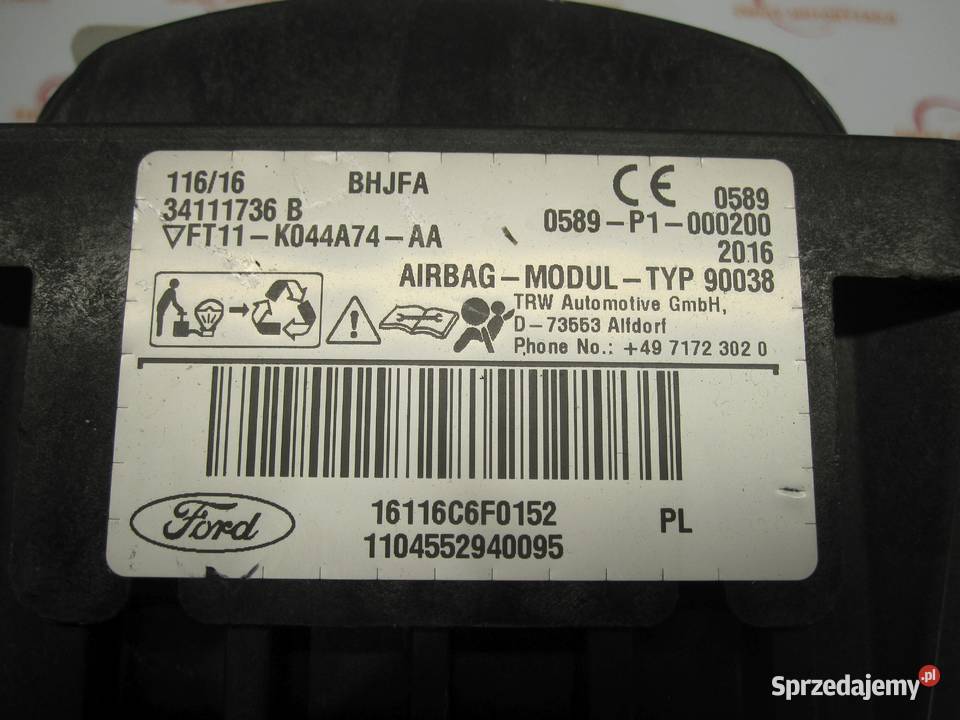 116/16 BHJFA CE 0589
34111736 B 0589-P1-000200
▽FT11-K044A74-AA 2016
AIRBAG-MODUL-TYP 90038
TRW Automotive GmbH,
D-73553 Alfdorf
Phone No.: +49 7172 302 0
Ford 16116C6F0152 PL
1104552940095
Sprzedajemy.pl